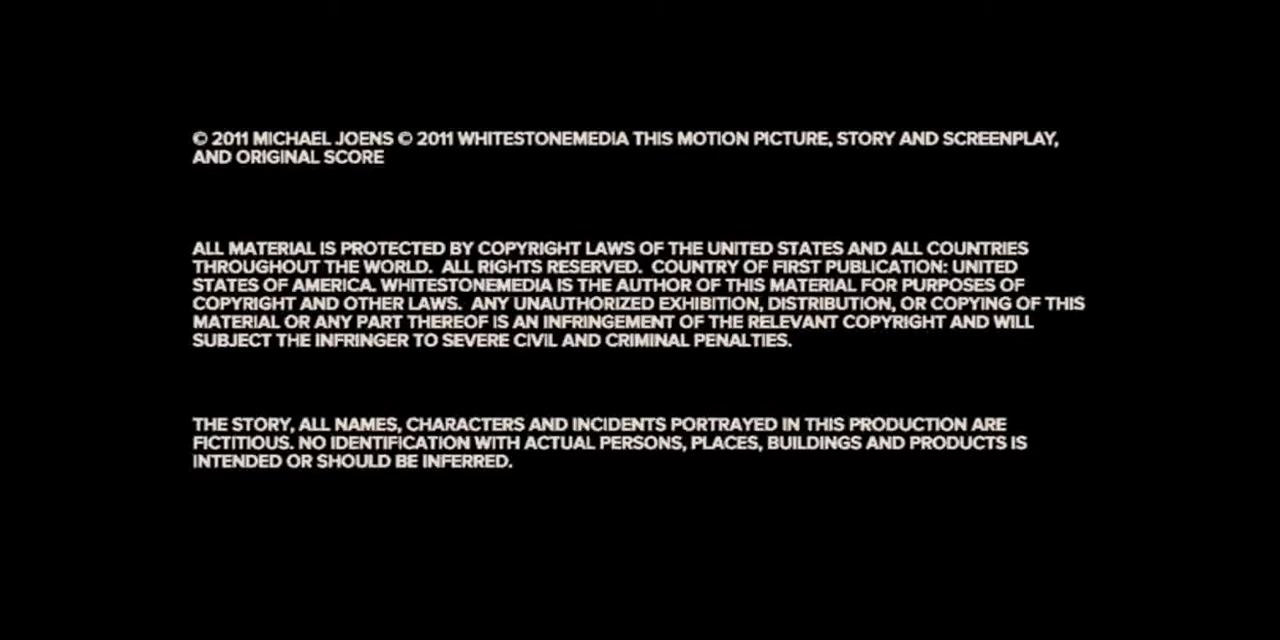 © 2011 MICHAEL JOENS © 2011 WHITESTONEMEDIA THIS MOTION PICTURE, STORY AND SCREENPLAY,
AND ORIGINAL SCORE
ALL MATERIAL IS PROTECTED BY COPYRIGHT LAWS OF THE UNITED STATES AND ALL COUNTRIES
THROUGHOUT THE WORLD. ALL RIGHTS RESERVED. COUNTRY OF FIRST PUBLICATION: UNITED
STATES OF AMERICA. WHITESTONEMEDIA IS THE AUTHOR OF THIS MATERIAL FOR PURPOSES OF
COPYRIGHT AND OTHER LAWS. ANY UNAUTHORIZED EXHIBITION, DISTRIBUTION, OR COPYING OF THIS
MATERIAL OR ANY PART THEREOF IS AN INFRINGEMENT OF THE RELEVANT COPYRIGHT AND WILL
SUBJECT THE INFRINGER TO SEVERE CIVIL AND CRIMINAL PENALTIES.
THE STORY, ALL NAMES, CHARACTERS AND INCIDENTS PORTRAYED IN THIS PRODUCTION ARE
FICTITIOUS. NO IDENTIFICATION WITH ACTUAL PERSONS, PLACES, BUILDINGS AND PRODUCTS IS
INTENDED OR SHOULD BE INFERRED.